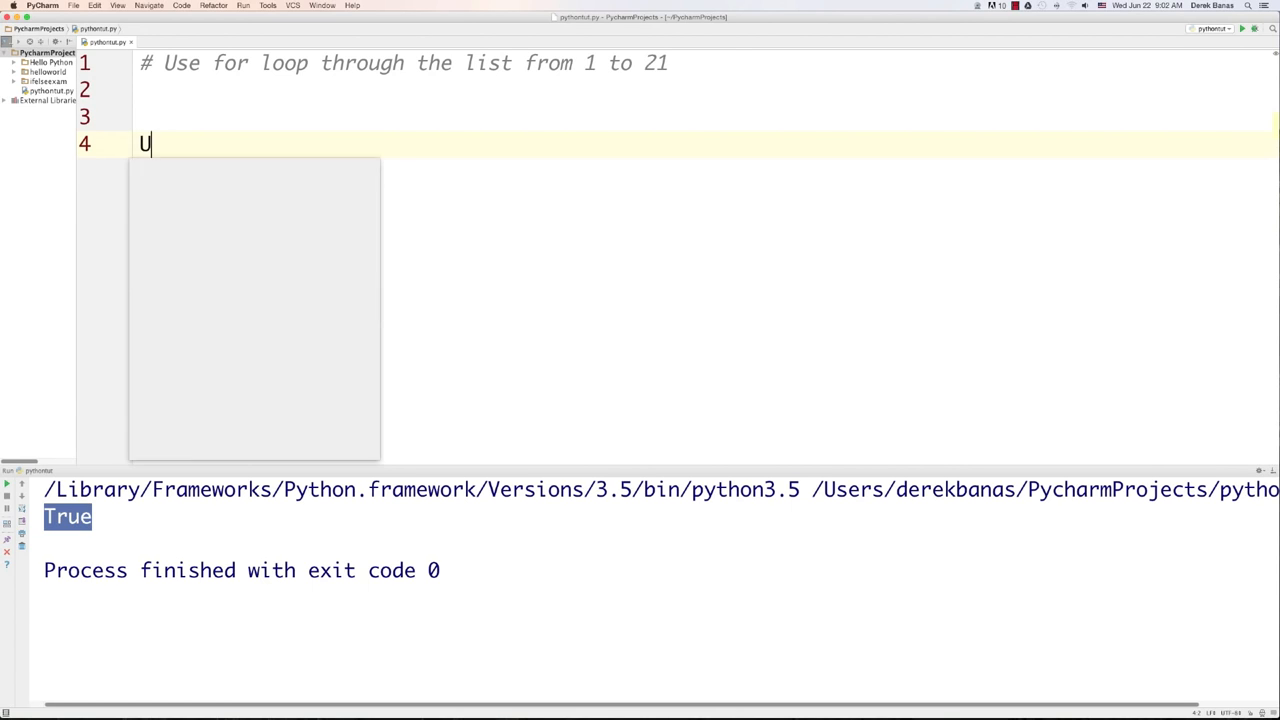 PyCharm File Edit View Navigate Code Refactor Run Tools VCS Window Help 10 Wed Jun 22 9:02 AM Derek Banas
pythontut.py - PycharmProjects - [~/PycharmProjects]
PycharmProjects pythontut.py pythontut
pythontut.py ×
PycharmProject
Hello Python
helloworld
ifelseexam
pythontut.py
External Librarie
1 # Use for loop through the list from 1 to 21
2
3
4 U
Run pythontut
/Library/Frameworks/Python.framework/Versions/3.5/bin/python3.5 /Users/derekbanas/PycharmProjects/pytho
True
Process finished with exit code 0
4:2 LF÷ UTF-8÷